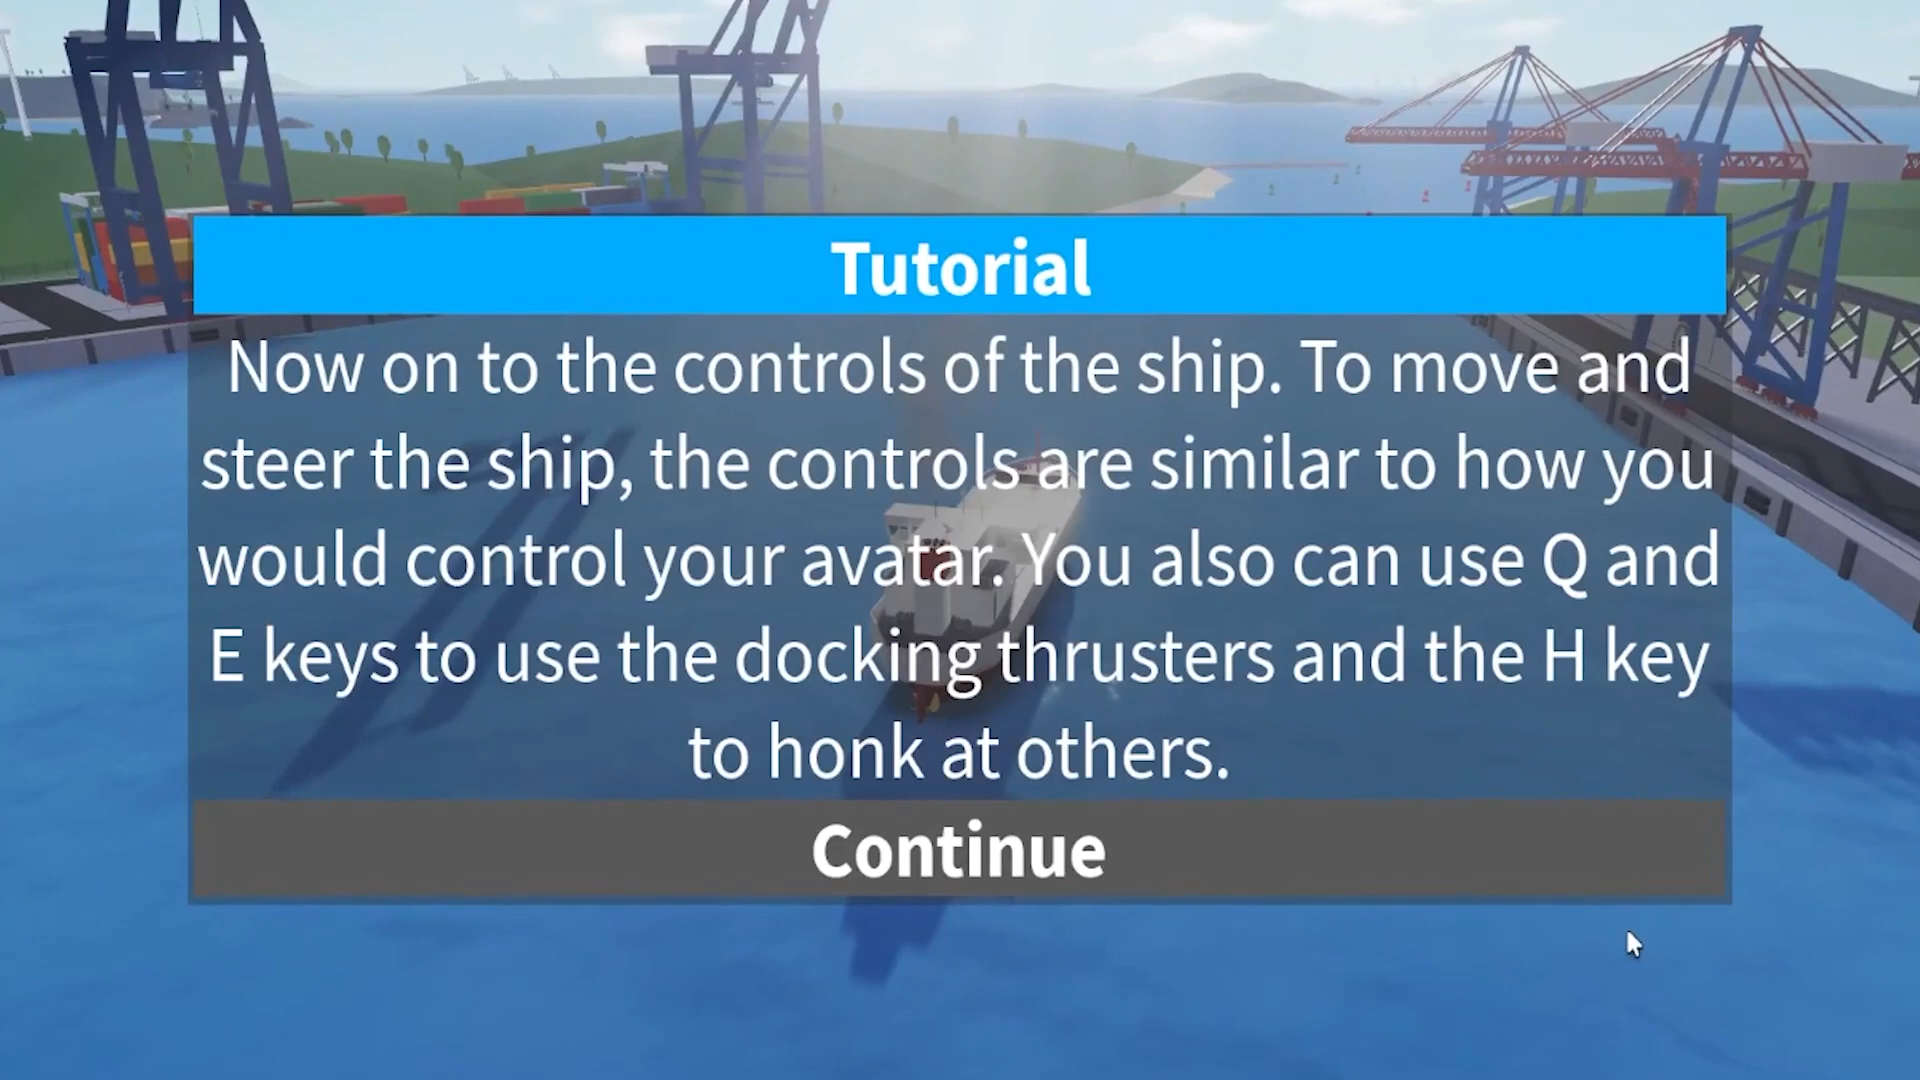 Tutorial
Now on to the controls of the ship. To move and
steer the ship, the controls are similar to how you
would control your avatar. You also can use Q and
E keys to use the docking thrusters and the H key
to honk at others.
Continue